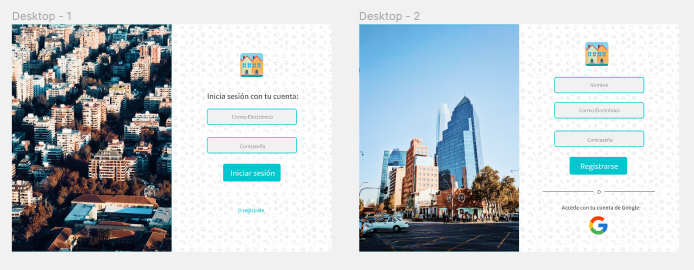 Desktop - 1
Inicia sesión con tu cuenta:
Correo Electrónico
Contraseña
Iniciar sesión
O regístrate
Desktop - 2
Nombre
Correo Electrónico
Contraseña
Registrarse
o
Accede con tu cuenta de Google: